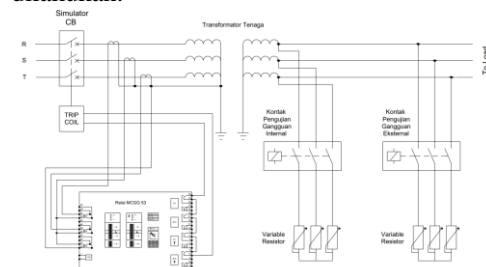 Simulator
CB
Transformator Tenaga
R
S
T
To Load
TRIP
COIL
Kontak
Pengujian
Gangguan
Internal
Kontak
Pengujian
Gangguan
Eksternal
Relai MCGG 53
Variable
Resistor
Variable
Resistor